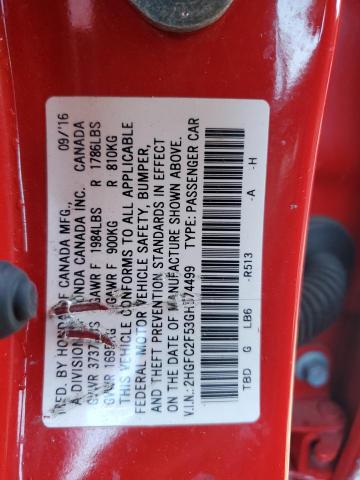 MFD. BY HONDA OF CANADA MFG., 09/'16
A DIVISION OF HONDA CANADA INC. CANADA
GVWR 3737LBS GAWR F 1984LBS R 1786LBS
GVWR 1695KG GAWR F 900KG R 810KG
THIS VEHICLE CONFORMS TO ALL APPLICABLE
FEDERAL MOTOR VEHICLE SAFETY, BUMPER,
AND THEFT PREVENTION STANDARDS IN EFFECT
ON THE DATE OF MANUFACTURE SHOWN ABOVE.
V.I.N.: 2HGFC2F53GH574499 TYPE: PASSENGER CAR
TBD G LB6 -R513 -A -H